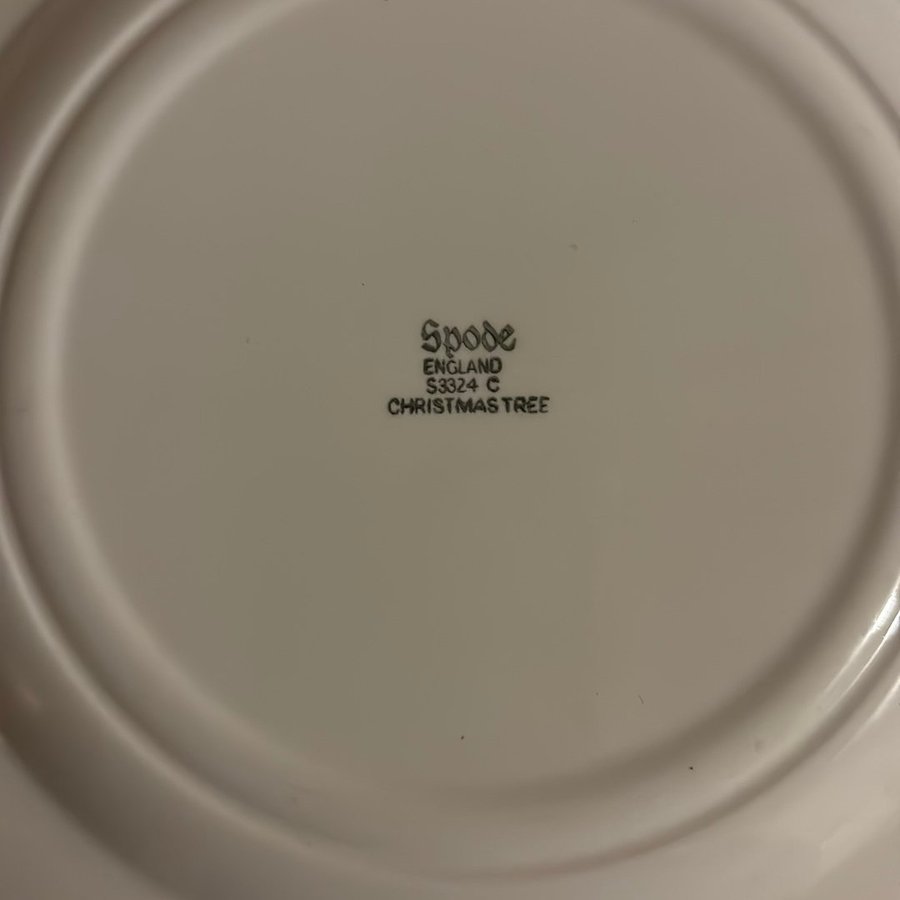 Spode
ENGLAND
S3324 C
CHRISTMAS TREE